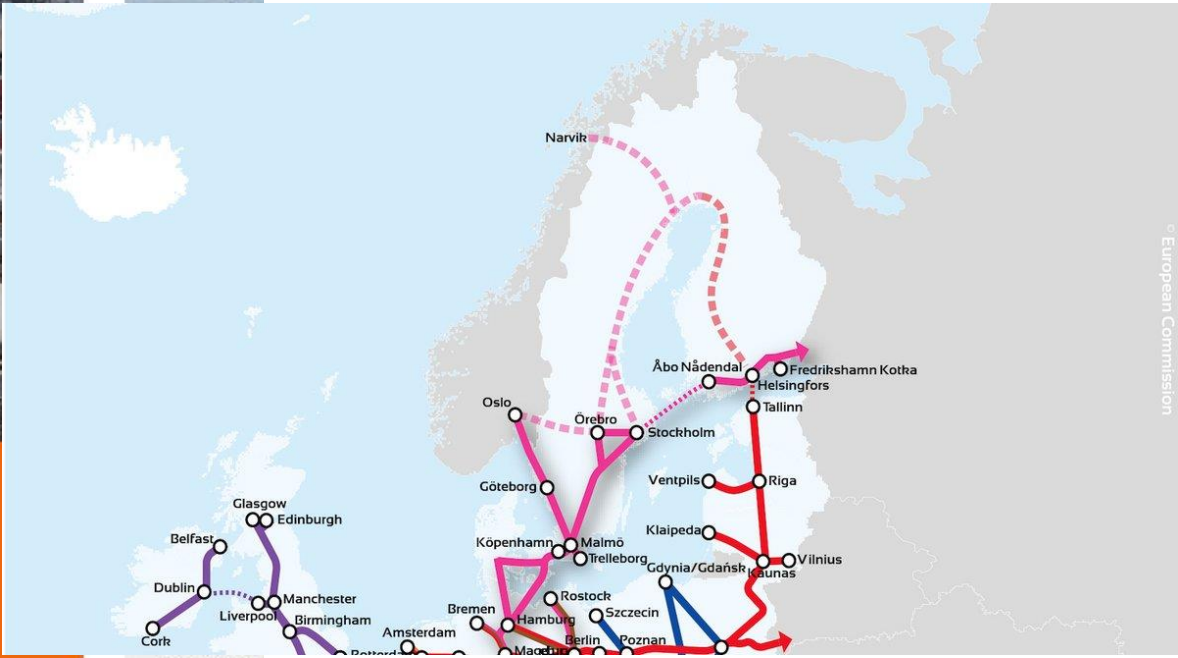 Narvik
© European Commission
Åbo Nådendal
Fredrikshamn Kotka
Helsingfors
Oslo
Örebro
Tallinn
Stockholm
Göteborg
Ventpils
Riga
Glasgow
Edinburgh
Klaipeda
Belfast
Köpenhamn
Malmö
Trelleborg
Vilnius
Gdynia/Gdańsk
Kaunas
Dublin
Manchester
Rostock
Liverpool
Bremen
Szczecin
Birmingham
Hamburg
Cork
Amsterdam
Berlin
Poznan